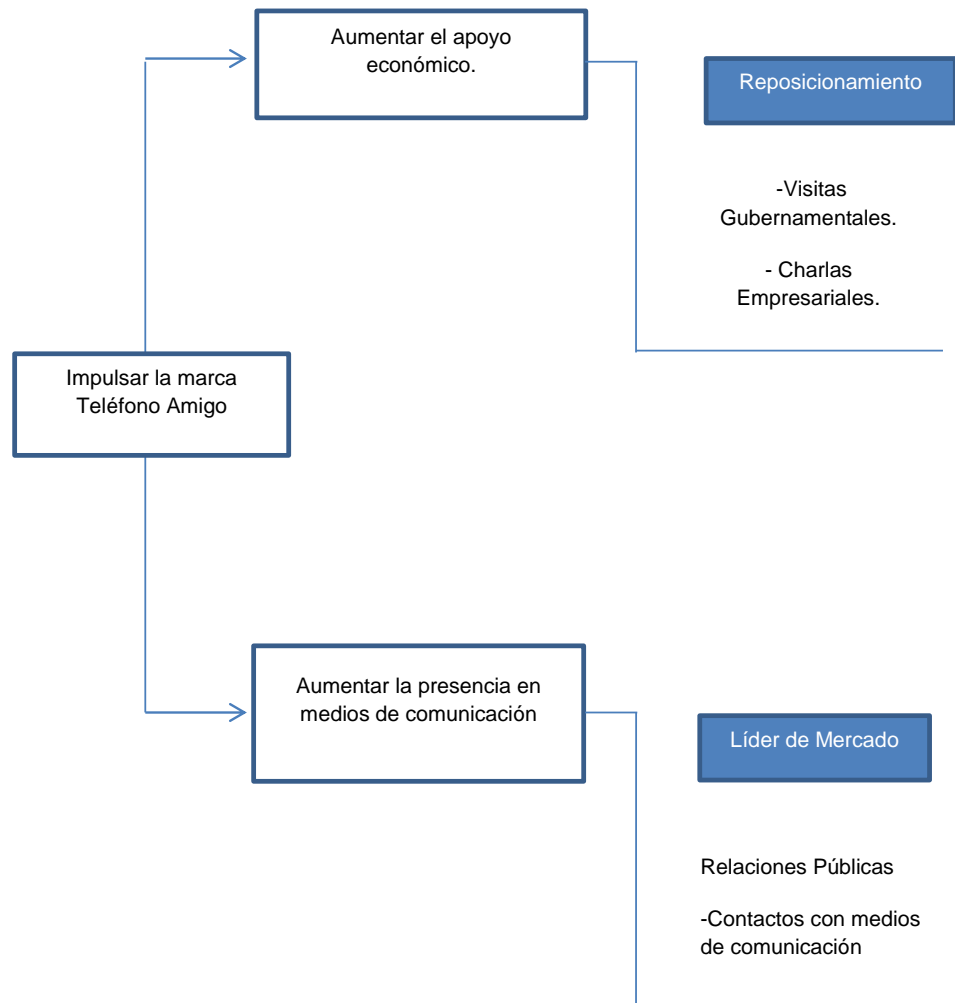 Aumentar el apoyo
económico.
Reposicionamiento
-Visitas
Gubernamentales.
- Charlas
Empresariales.
Impulsar la marca
Teléfono Amigo
Aumentar la presencia en
medios de comunicación
Líder de Mercado
Relaciones Públicas
-Contactos con medios
de comunicación